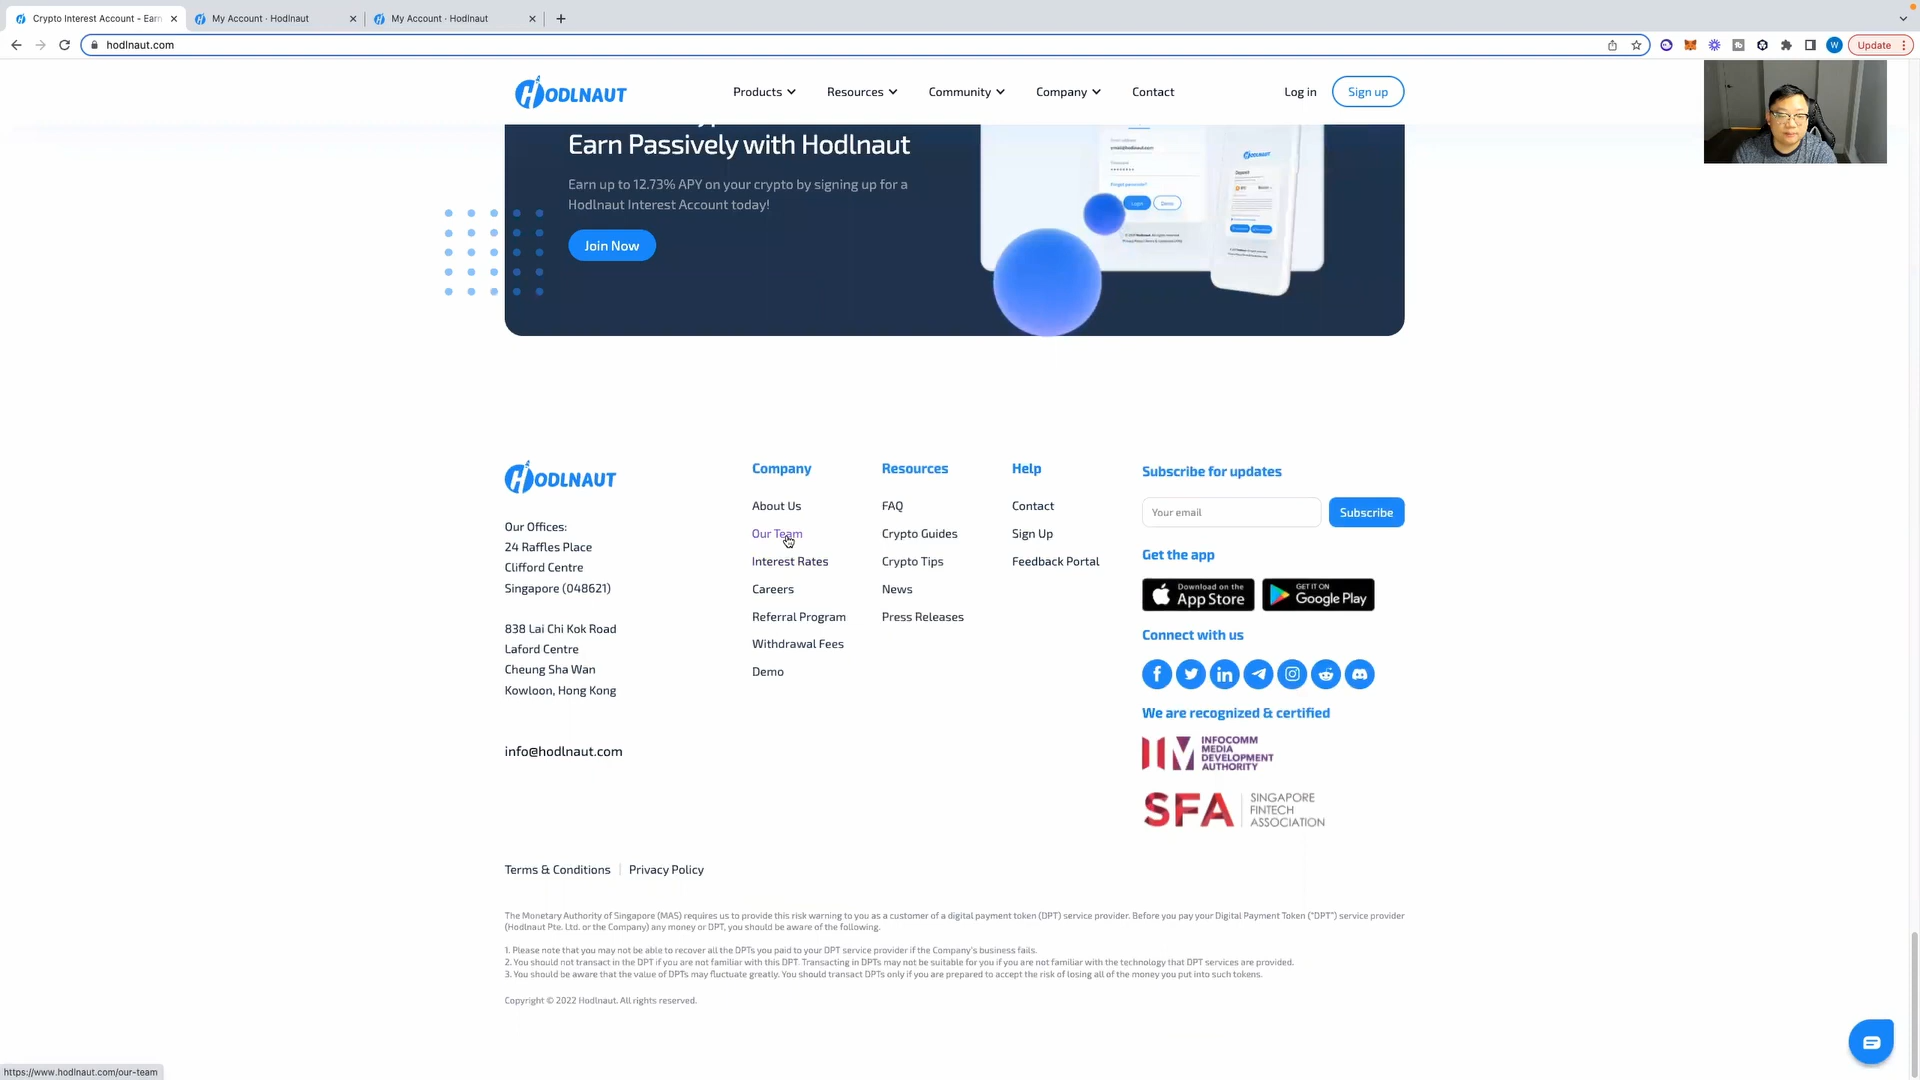 Crypto Interest Account - Earn
My Account · Hodlnaut
My Account · Hodlnaut
hodlnaut.com
W
Update
HODLNAUT
Products
Resources
Community
Company
Contact
Log in
Sign up
Earn Passively with Hodlnaut
Earn up to 12.73% APY on your crypto by signing up for a
Hodlnaut Interest Account today!
Join Now
HODLNAUT
Our Offices:
24 Raffles Place
Clifford Centre
Singapore (048621)
838 Lai Chi Kok Road
Laford Centre
Cheung Sha Wan
Kowloon, Hong Kong
info@hodlnaut.com
Company
About Us
Our Team
Interest Rates
Careers
Referral Program
Withdrawal Fees
Demo
Resources
FAQ
Crypto Guides
Crypto Tips
News
Press Releases
Help
Contact
Sign Up
Feedback Portal
Subscribe for updates
Your email
Subscribe
Get the app
Download on the
App Store
GET IT ON
Google Play
Connect with us
We are recognized & certified
INFOCOMM
MEDIA
DEVELOPMENT
AUTHORITY
SFA
SINGAPORE
FINTECH
ASSOCIATION
Terms & Conditions
Privacy Policy
The Monetary Authority of Singapore (MAS) requires us to provide this risk warning to you as a customer of a digital payment token (DPT) service provider. Before you pay your Digital Payment Token ("DPT") service provider
(Hodlnaut Pte. Ltd. or the Company) any money or DPT, you should be aware of the following.
1. Please note that you may not be able to recover all the DPTs you paid to your DPT service provider if the Company's business fails.
2. You should not transact in the DPT if you are not familiar with this DPT. Transacting in DPTs may not be suitable for you if you are not familiar with the technology that DPT services are provided.
3. You should be aware that the value of DPTs may fluctuate greatly. You should transact DPTs only if you are prepared to accept the risk of losing all of the money you put into such tokens.
Copyright © 2022 Hodlnaut. All rights reserved.
https://www.hodlnaut.com/our-team